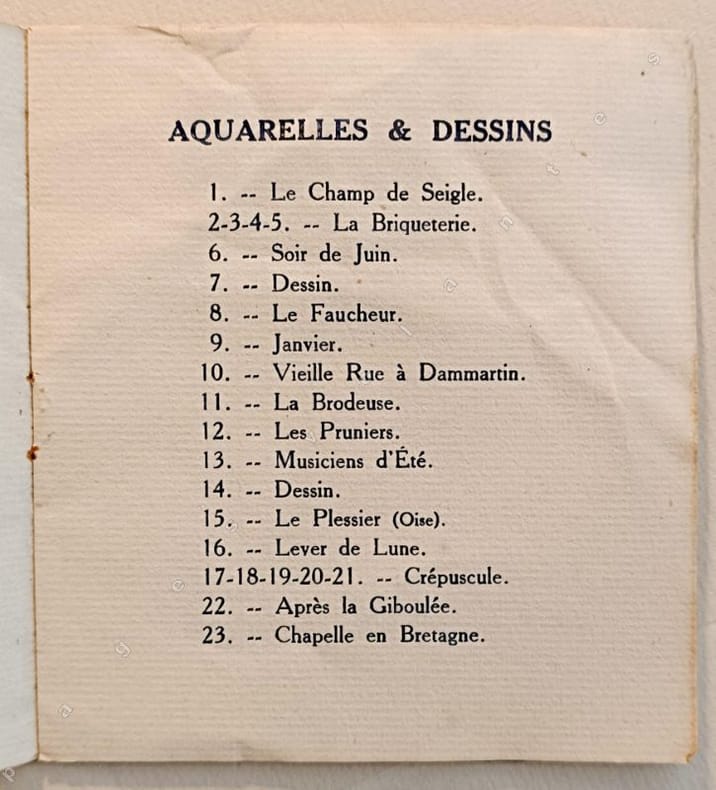 AQUARELLES & DESSINS
1. -- Le Champ de Seigle.
2-3-4-5. -- La Briqueterie.
6. -- Soir de Juin.
7. -- Dessin.
8. -- Le Faucheur.
9. -- Janvier.
10. -- Vieille Rue à Dammartin.
11. -- La Brodeuse.
12. -- Les Pruniers.
13. -- Musiciens d'Été.
14. -- Dessin.
15. -- Le Plessier (Oise).
16. -- Lever de Lune.
17-18-19-20-21. -- Crépuscule.
22. -- Après la Giboulée.
23. -- Chapelle en Bretagne.
pages volantes